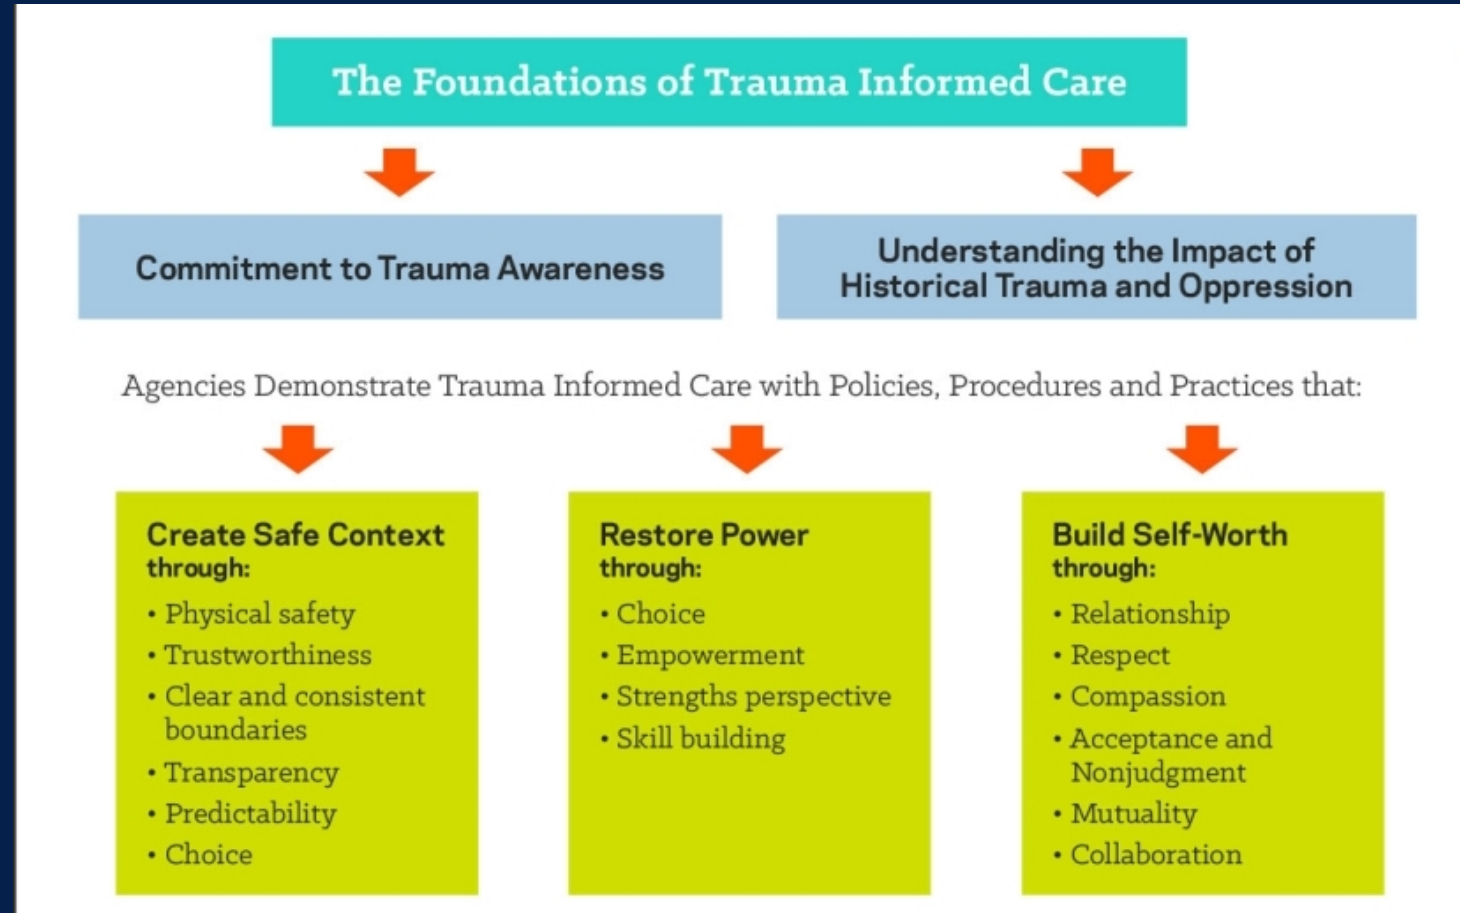 The Foundations of Trauma Informed Care
Commitment to Trauma Awareness
Understanding the Impact of
Historical Trauma and Oppression
Agencies Demonstrate Trauma Informed Care with Policies, Procedures and Practices that:
Create Safe Context
through:
• Physical safety
• Trustworthiness
• Clear and consistent
boundaries
• Transparency
• Predictability
• Choice
Restore Power
through:
• Choice
• Empowerment
• Strengths perspective
• Skill building
Build Self-Worth
through:
• Relationship
• Respect
• Compassion
• Acceptance and
Nonjudgment
• Mutuality
• Collaboration